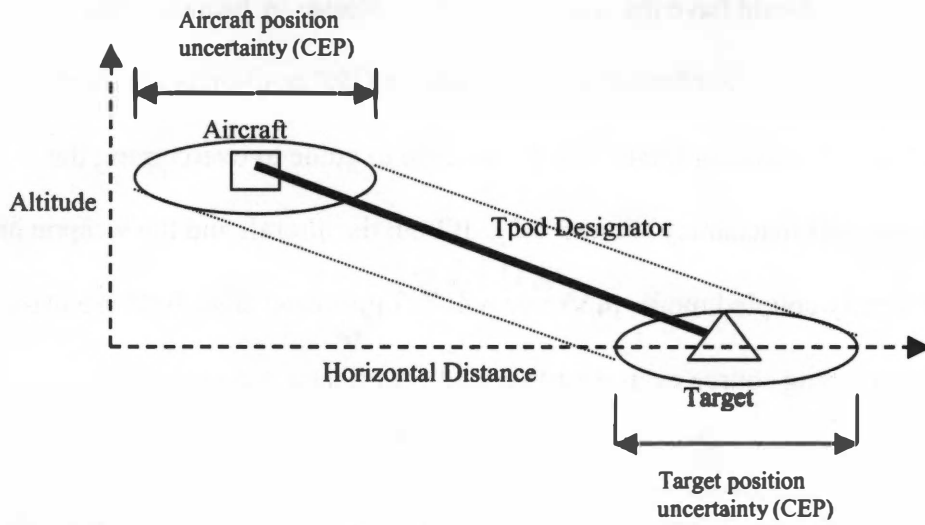 Aircraft position
uncertainty (CEP)
Aircraft
Altitude
Tpod Designator
Horizontal Distance
Target
Target position
uncertainty (CEP)